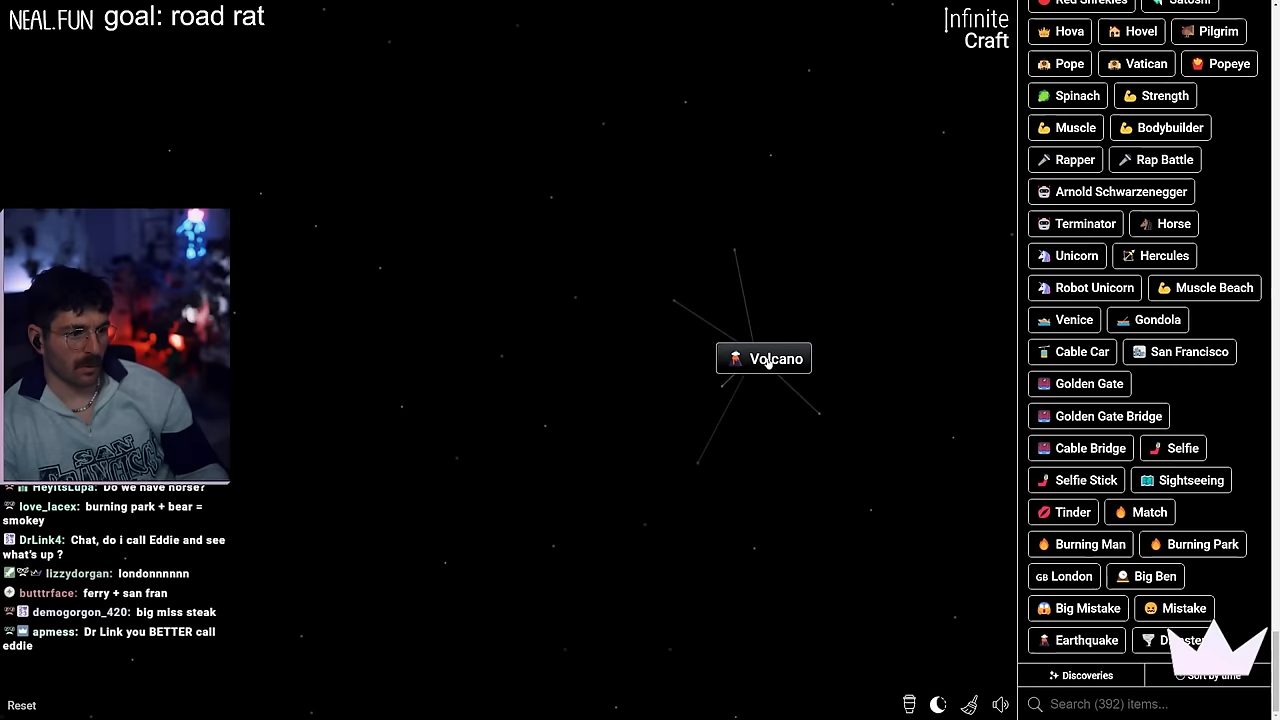 NEAL.FUN goal: road rat
Infinite
Craft
Hova Hovel Pilgrim
Pope Vatican Popeye
Spinach Strength
Muscle Bodybuilder
Rapper Rap Battle
Arnold Schwarzenegger
Terminator Horse
Unicorn Hercules
Robot Unicorn Muscle Beach
Venice Gondola
Volcano
Cable Car San Francisco
Golden Gate
Golden Gate Bridge
Cable Bridge Selfie
Selfie Stick Sightseeing
Tinder Match
Burning Man Burning Park
GB London Big Ben
Big Mistake Mistake
Earthquake
Discoveries
Search (392) items...
SAN
HeyItsLupa: Do we have horse?
love_lacex: burning park + bear =
smokey
DrLink4: Chat, do i call Eddie and see
what's up ?
lizzydorgan: londonnnnnn
butttrface: ferry + san fran
demogorgon_420: big miss steak
apmess: Dr Link you BETTER call
eddie
Reset